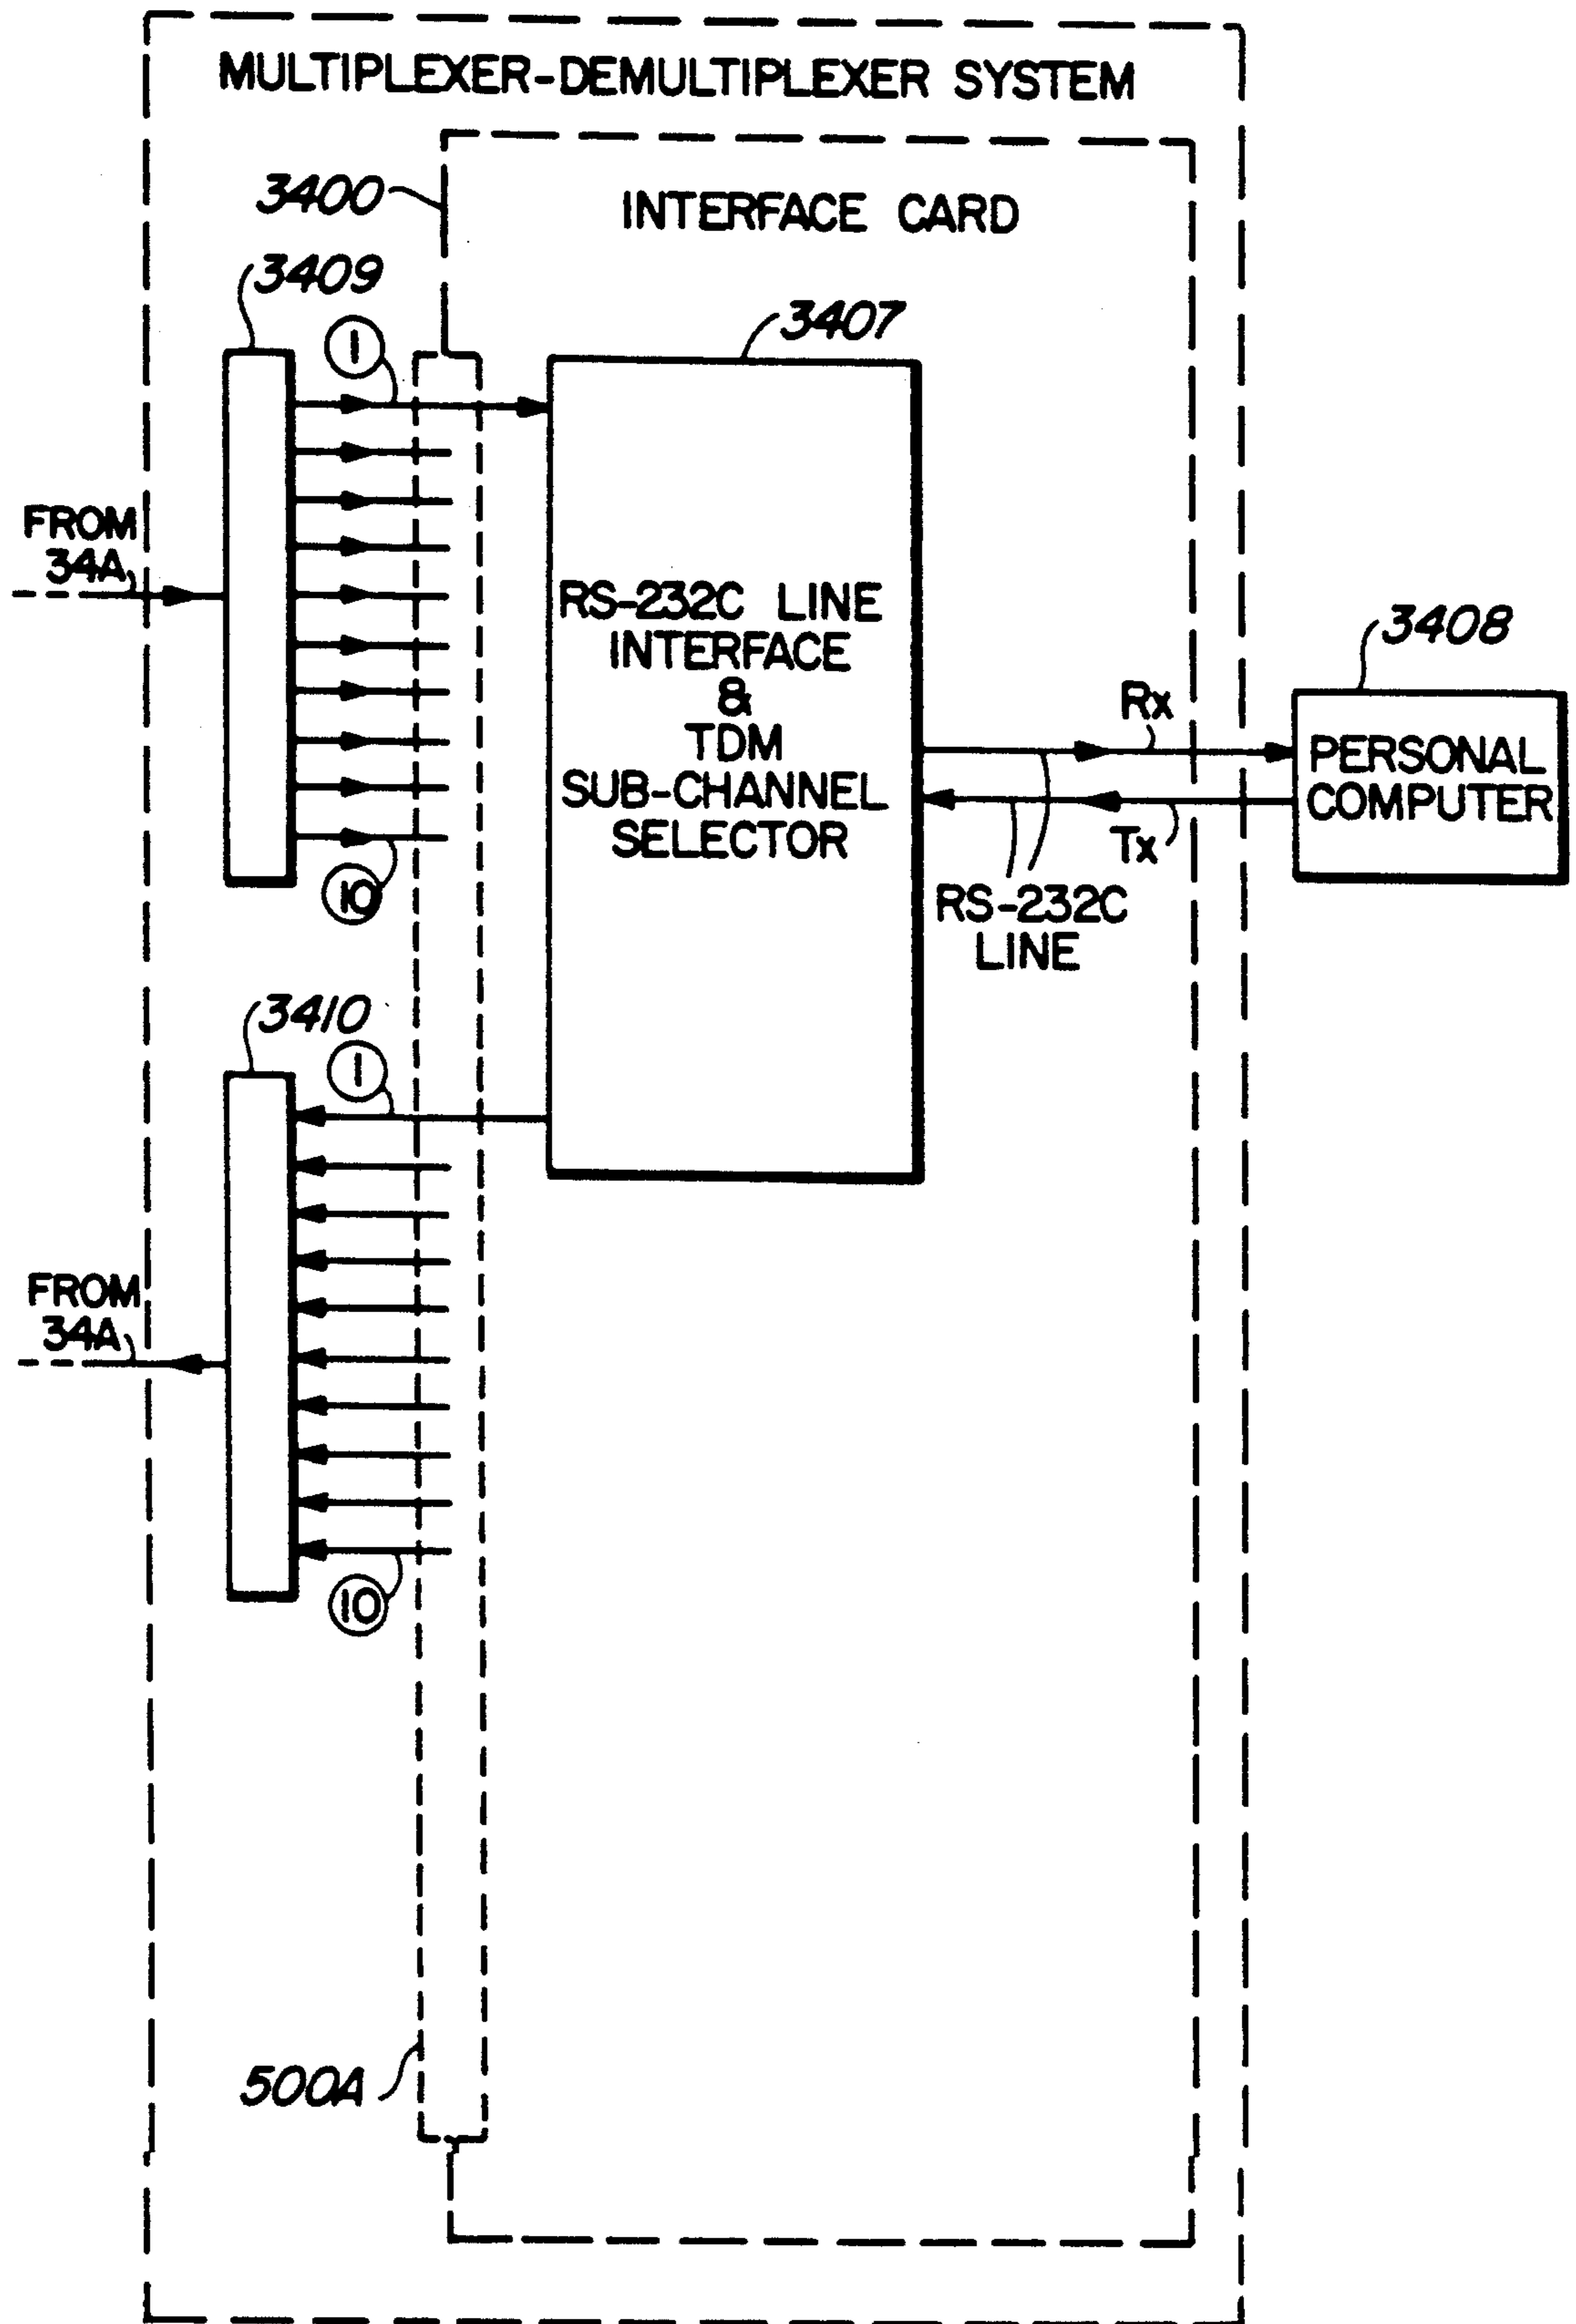 MULTIPLEXER-DEMULTIPLEXER SYSTEM
3400
INTERFACE CARD
3409
3407
1
FROM
34A
RS-232C LINE
INTERFACE
&
TDM
SUB-CHANNEL
SELECTOR
3408
Rx
PERSONAL
COMPUTER
Tx
10
RS-232C
LINE
3410
1
FROM
34A
10
500A